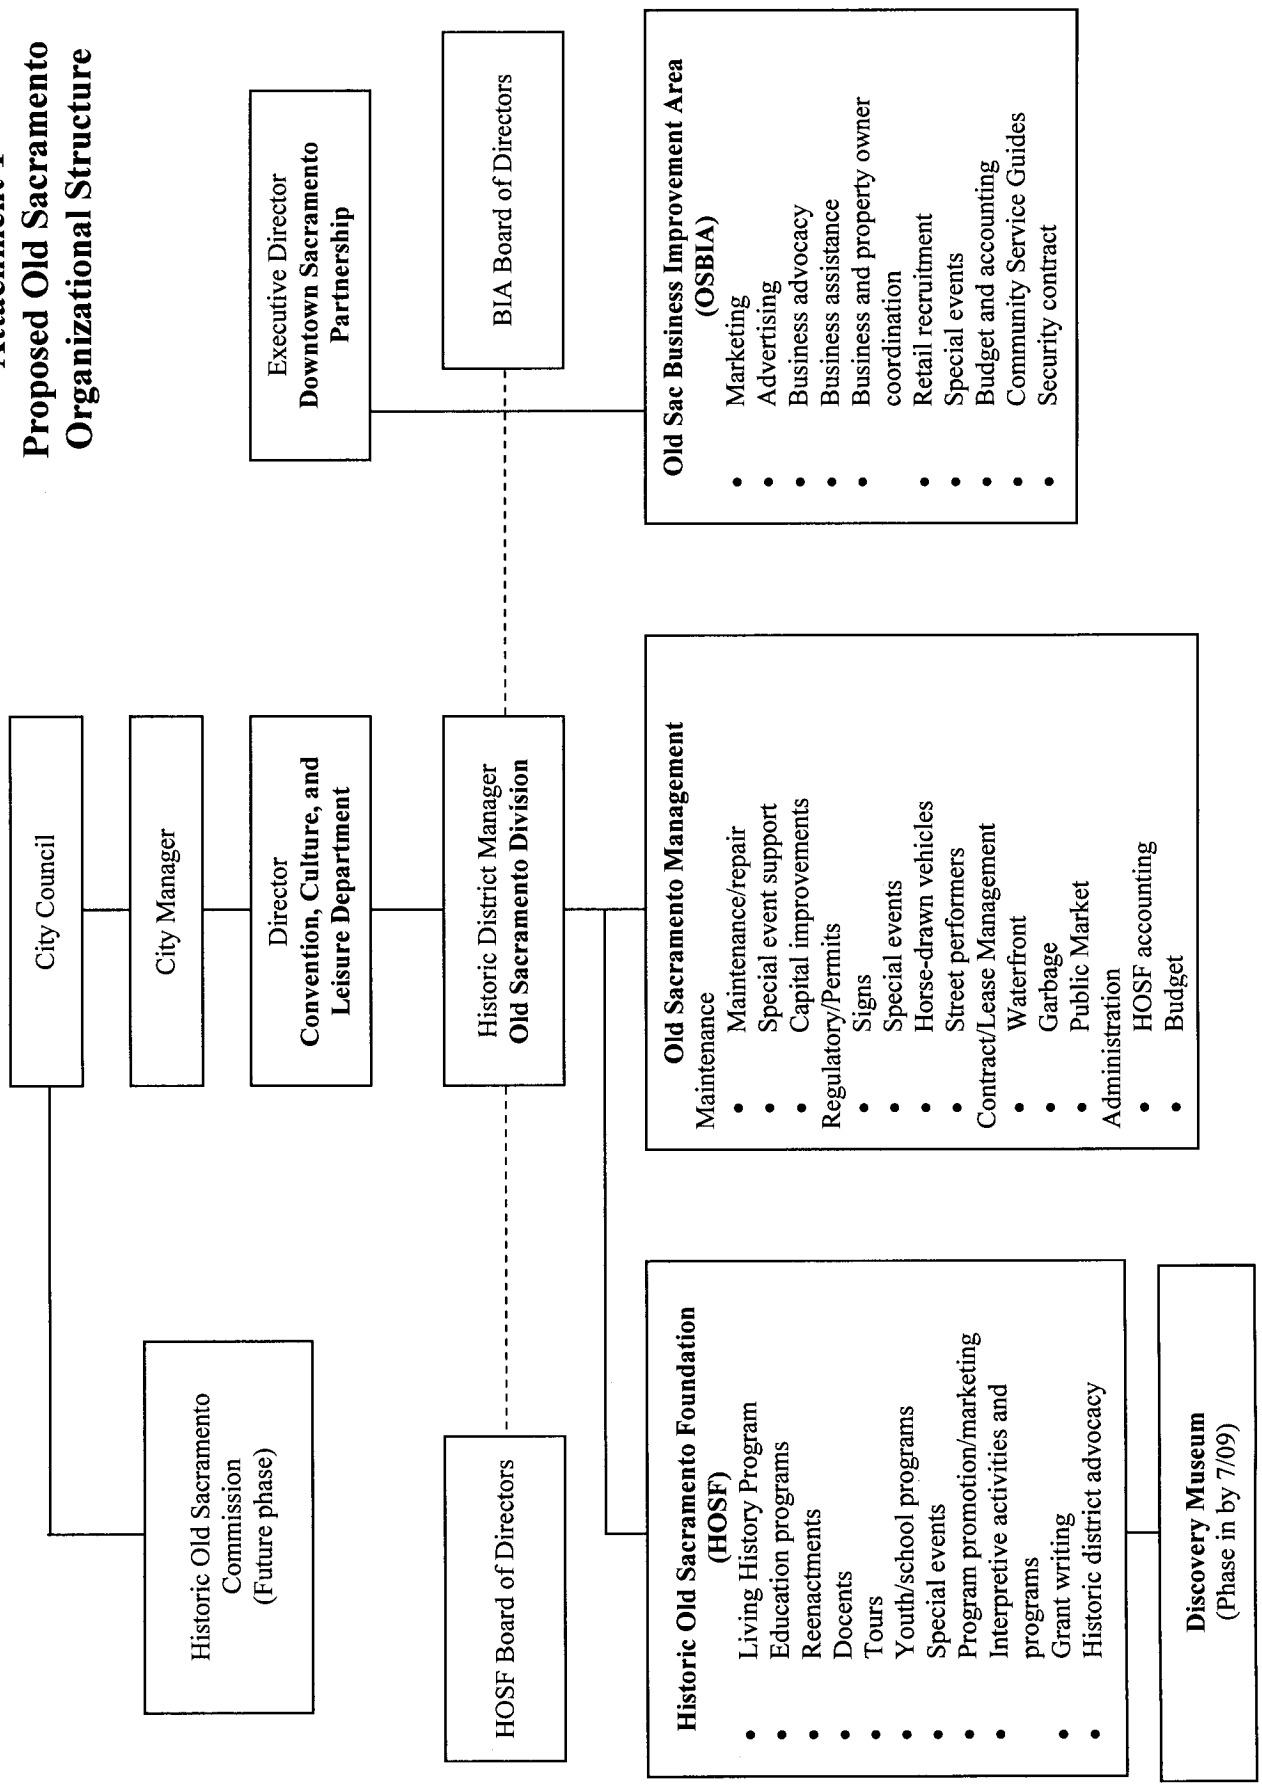 Proposed Old Sacramento
Organizational Structure
City Council
Historic Old Sacramento
Commission
(Future phase)
City Manager
Director
Convention, Culture, and
Leisure Department
Executive Director
Downtown Sacramento
Partnership
HOSF Board of Directors
Historic District Manager
Old Sacramento Division
BIA Board of Directors
Historic Old Sacramento Foundation
(HOSF)
• Living History Program
• Education programs
• Reenactments
• Docents
• Tours
• Youth/school programs
• Special events
• Program promotion/marketing
• Interpretive activities and
programs
• Grant writing
• Historic district advocacy
Discovery Museum
(Phase in by 7/09)
Old Sacramento Management
Maintenance
• Maintenance/repair
• Special event support
• Capital improvements
Regulatory/Permits
• Signs
• Special events
• Horse-drawn vehicles
• Street performers
Contract/Lease Management
• Waterfront
• Garbage
• Public Market
Administration
• HOSF accounting
• Budget
Old Sac Business Improvement Area
(OSBIA)
• Marketing
• Advertising
• Business advocacy
• Business assistance
• Business and property owner
coordination
• Retail recruitment
• Special events
• Budget and accounting
• Community Service Guides
• Security contract